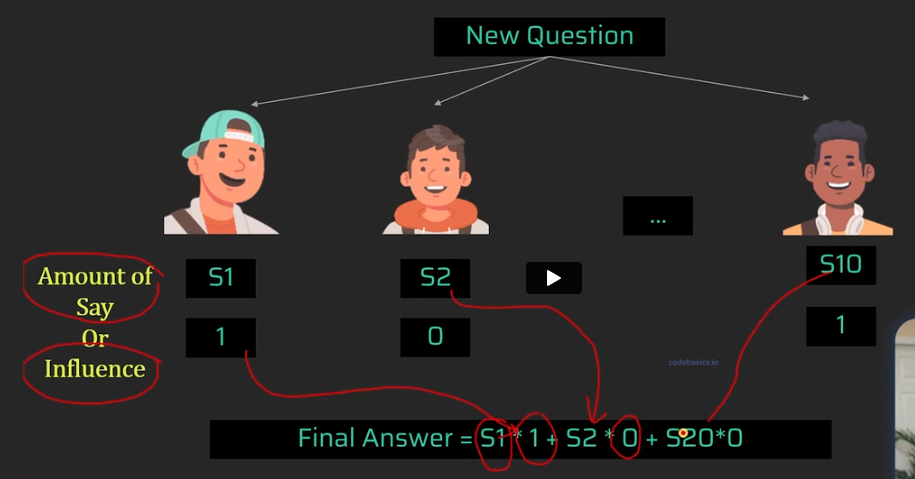 New Question
...
Amount of
Say
Or
Influence
S1
S2
S10
1
0
1
codebasics.io
Final Answer = S1 * 1 + S2 * 0 + S20*0